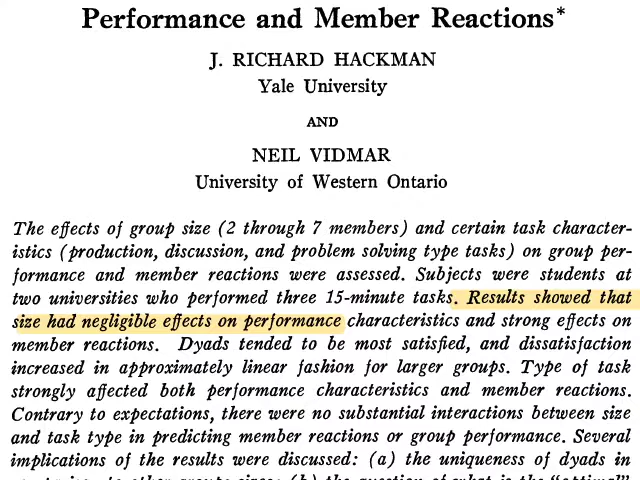 Performance and Member Reactions*
J. RICHARD HACKMAN
Yale University
AND
NEIL VIDMAR
University of Western Ontario
The effects of group size (2 through 7 members) and certain task character-
istics (production, discussion, and problem solving type tasks) on group per-
formance and member reactions were assessed. Subjects were students at
two universities who performed three 15-minute tasks. Results showed that
size had negligible effects on performance characteristics and strong effects on
member reactions. Dyads tended to be most satisfied, and dissatisfaction
increased in approximately linear fashion for larger groups. Type of task
strongly affected both performance characteristics and member reactions.
Contrary to expectations, there were no substantial interactions between size
and task type in predicting member reactions or group performance. Several
implications of the results were discussed: (a) the uniqueness of dyads in